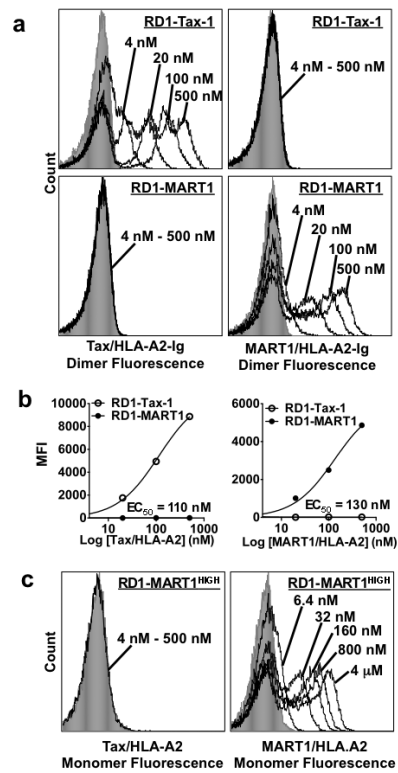 a
RD1-Tax-1
4 nM
20 nM
100 nM
500 nM
RD1-Tax-1
4 nM - 500 nM
Count
RD1-MART1
4 nM - 500 nM
RD1-MART1
4 nM
20 nM
100 nM
500 nM
Tax/HLA-A2-Ig
Dimer Fluorescence
MART1/HLA-A2-Ig
Dimer Fluorescence
b
MFI
10000
8000
6000
4000
2000
0
RD1-Tax-1
RD1-MART1
EC50 = 110 nM
10
100
1000
Log [Tax/HLA-A2] (nM)
6000
4000
2000
0
RD1-Tax-1
RD1-MART1
EC50 = 130 nM
10
100
1000
Log [MART1/HLA.A2] (nM)
c
Count
RD1-MART1HIGH
4 nM - 500 nM
Tax/HLA-A2
Monomer Fluorescence
RD1-MART1HIGH
6.4 nM
32 nM
160 nM
800 nM
4 μM
MART1/HLA.A2
Monomer Fluorescence